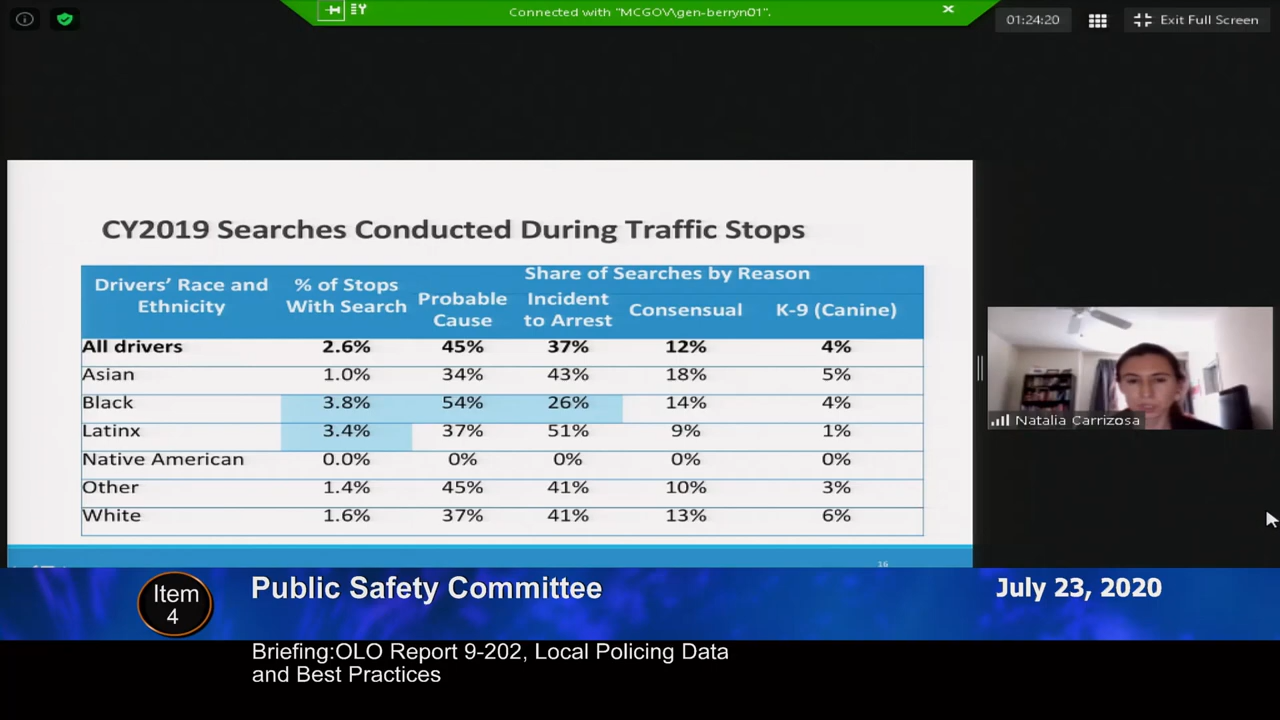 Connected with "MCGOV\gen-berryn01".
01:24:20
Exit Full Screen
CY2019 Searches Conducted During Traffic Stops
Drivers' Race and Ethnicity % of Stops With Search Share of Searches by Reason
Probable Cause Incident to Arrest Consensual K-9 (Canine)
All drivers 2.6% 45% 37% 12% 4%
Asian 1.0% 34% 43% 18% 5%
Black 3.8% 54% 26% 14% 4%
Latinx 3.4% 37% 51% 9% 1%
Native American 0.0% 0% 0% 0% 0%
Other 1.4% 45% 41% 10% 3%
White 1.6% 37% 41% 13% 6%
16
Natalia Carrizosa
Item
4
Public Safety Committee
July 23, 2020
Briefing:OLO Report 9-202, Local Policing Data
and Best Practices